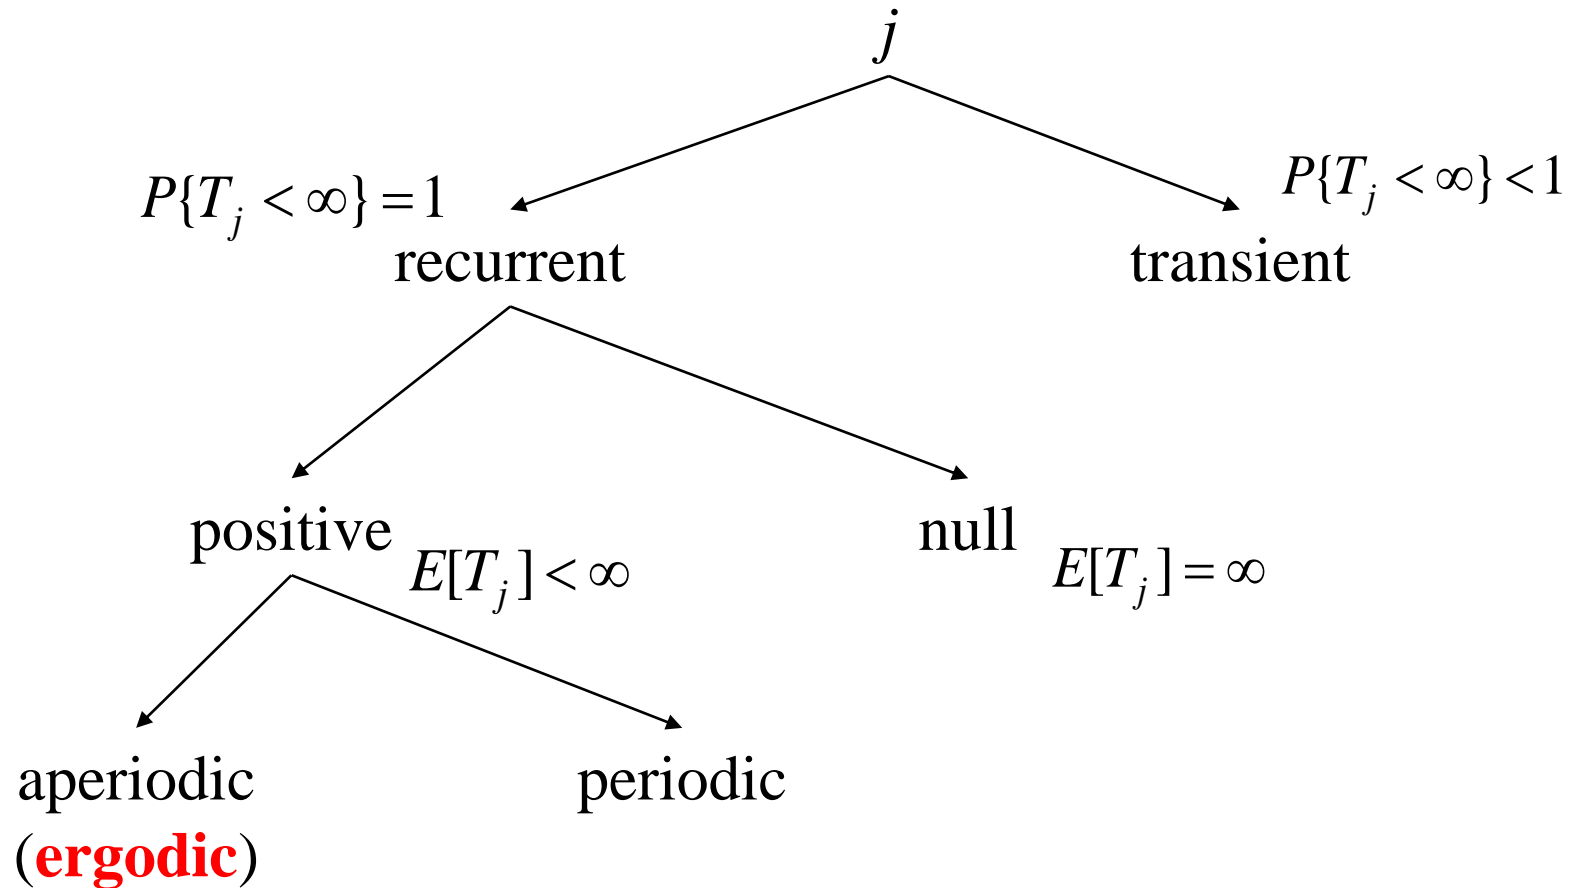 j
P{T_j < ∞} = 1
P{T_j < ∞} < 1
recurrent
transient
positive
E[T_j] < ∞
null
E[T_j] = ∞
aperiodic
(ergodic)
periodic